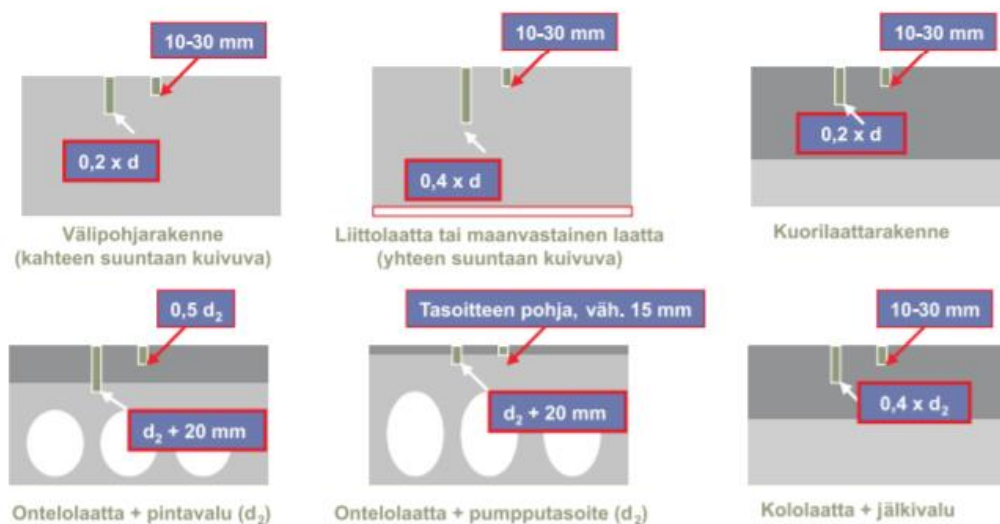 10-30 mm
0,2 x d
Välipohjarakenne
(kahteen suuntaan kuivuva)
10-30 mm
0,4 x d
Liittolaatta tai maanvastainen laatta
(yhteen suuntaan kuivuva)
10-30 mm
0,2 x d
Kuorilaattarakenne
0,5 d₂
d₂ + 20 mm
Ontelolaatta + pintavalu (d₂)
Tasoitteen pohja, väh. 15 mm
d₂ + 20 mm
Ontelolaatta + pumpputasoite (d₂)
10-30 mm
0,4 x d₂
Kololaatta + jälkivalu